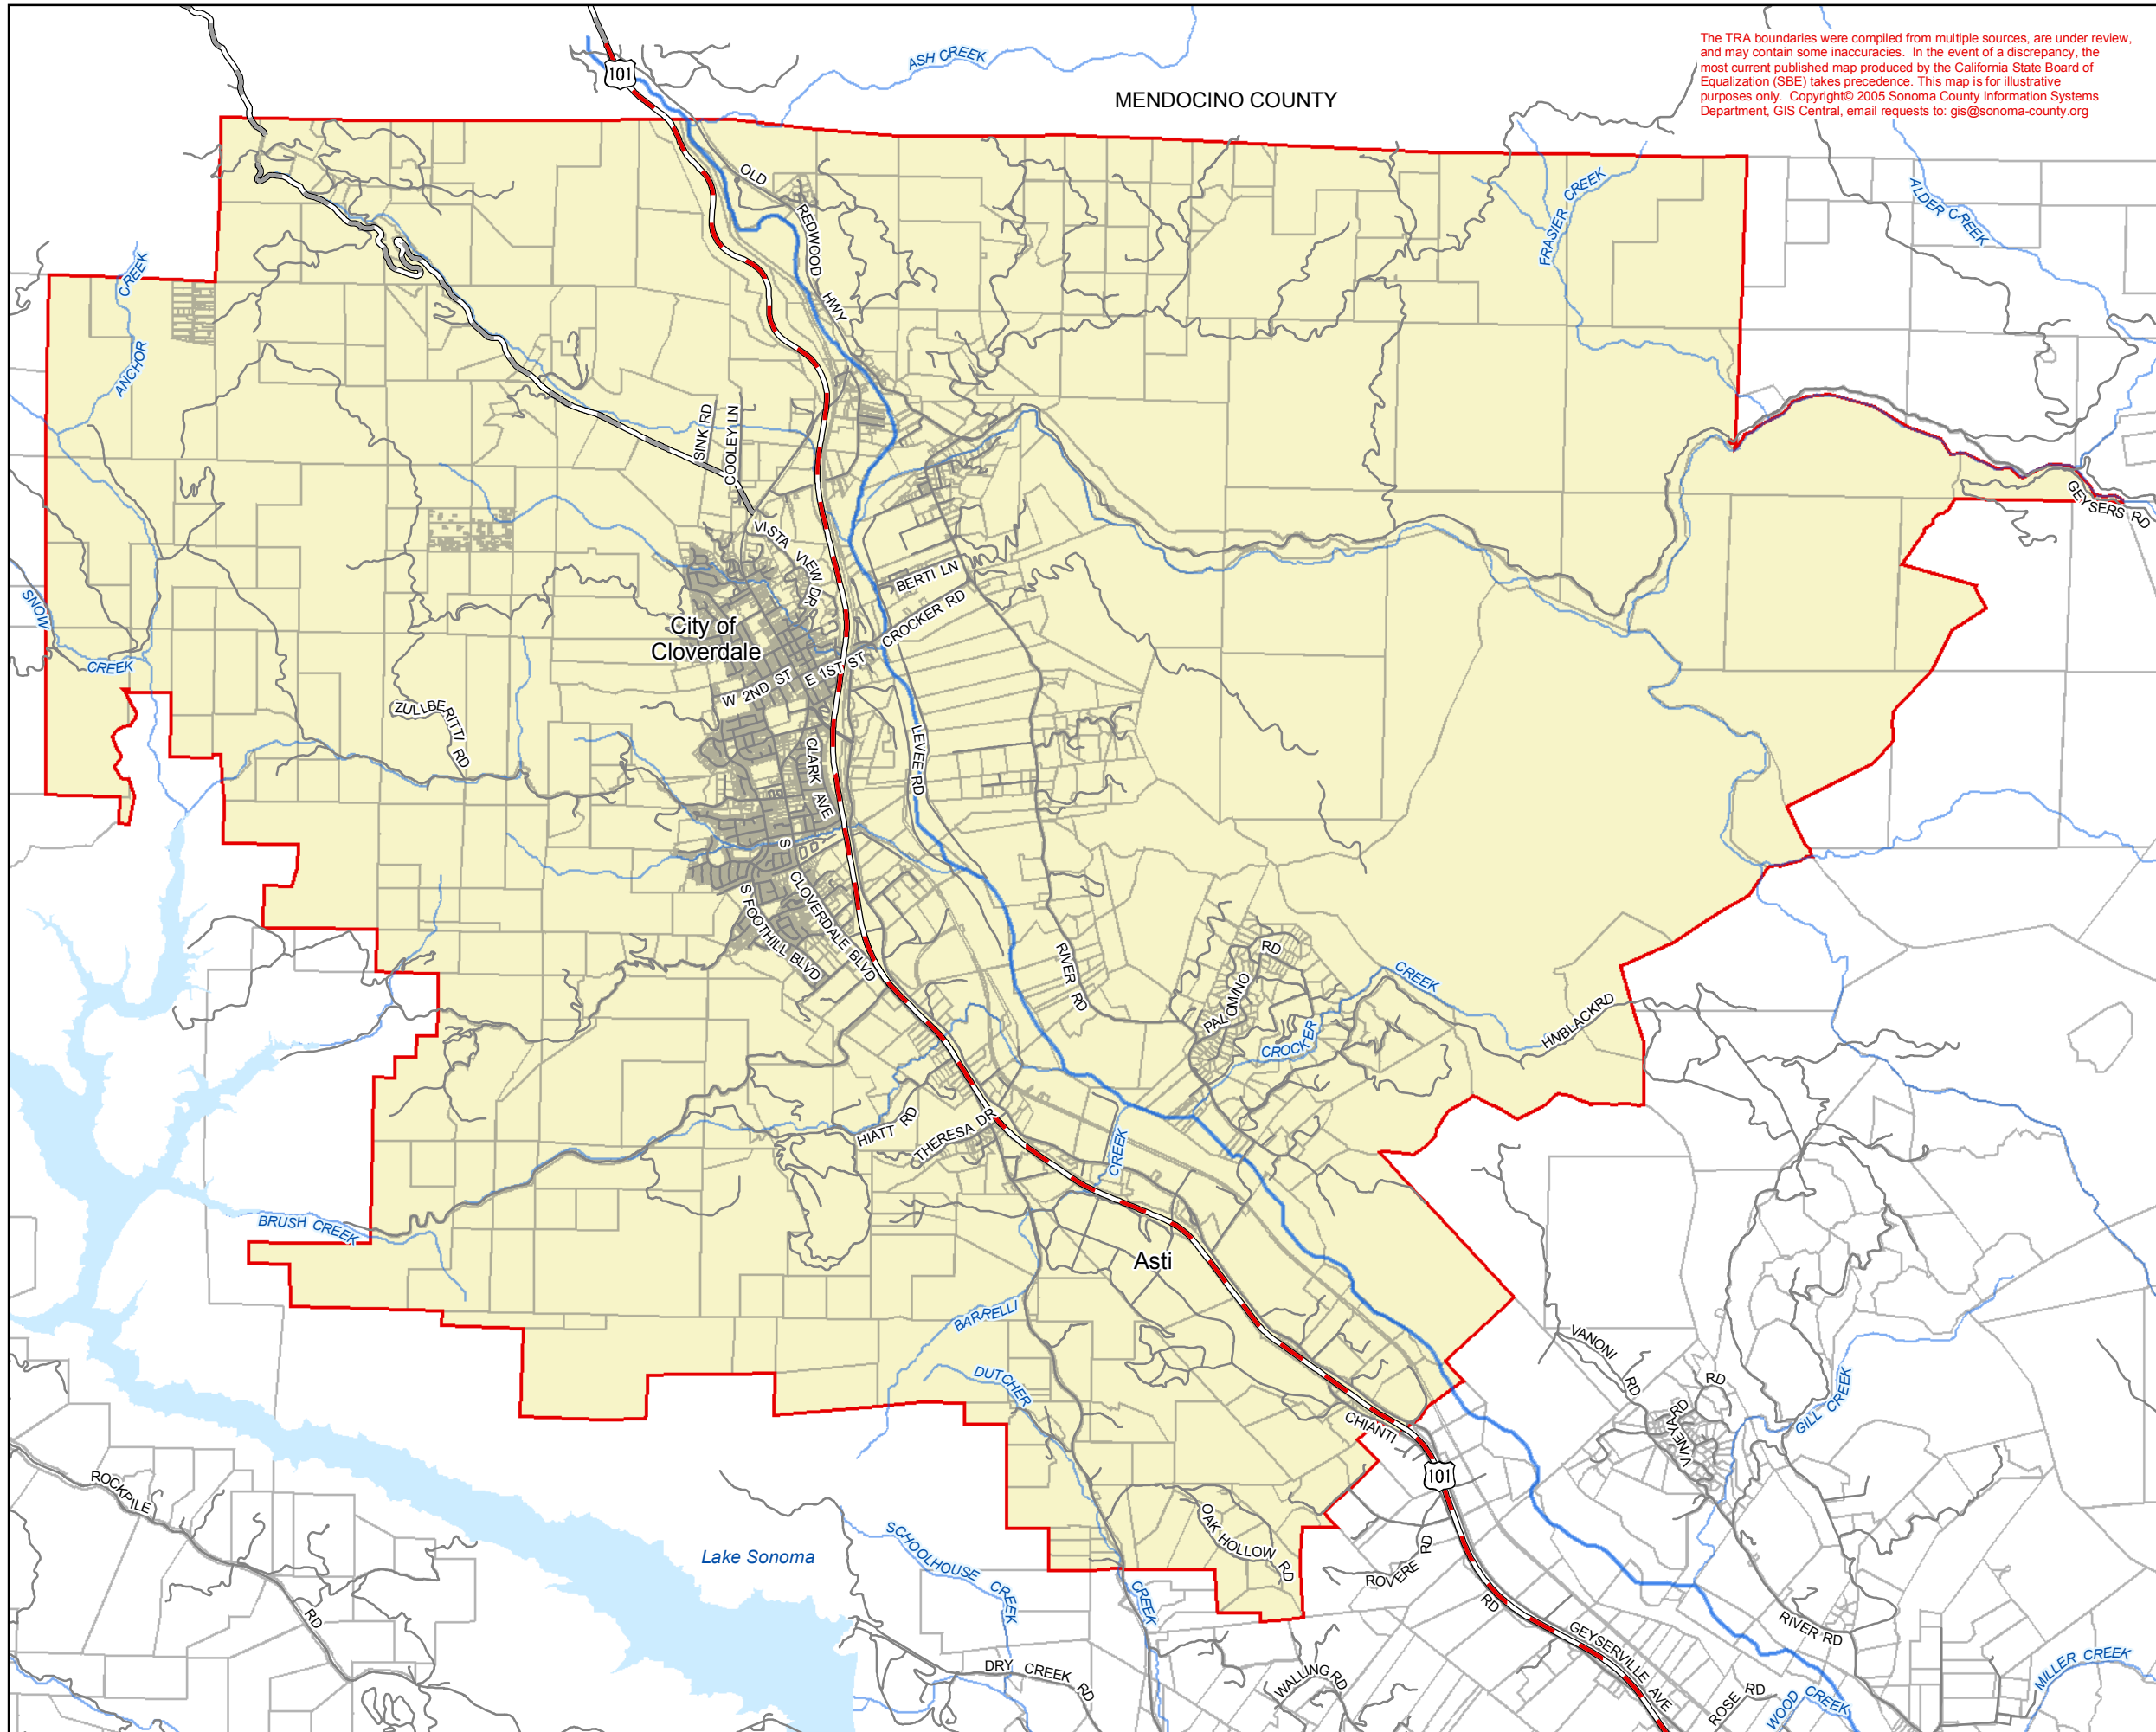 The TRA boundaries were compiled from multiple sources, are under review,
and may contain some inaccuracies. In the event of a discrepancy, the
most current published map produced by the California State Board of
Equalization (SBE) takes precedence. This map is for illustrative
purposes only. Copyright© 2005 Sonoma County Information Systems
Department, GIS Central, email requests to: gis@sonoma-county.org
101
ASH CREEK
MENDOCINO COUNTY
OLD
REDWOOD HWY
FRASIER CREEK
ALDER CREEK
CREEK
ANCHOR
SINK RD
COOLEY LN
GEYSERS RD
VISTA VIEW DR
BERTI LN
CROCKER RD
SNOW
CREEK
City of
Cloverdale
W 2ND ST
E 1ST ST
ZULLBERITTI RD
CLARK AVE
LEVEE RD
S
CLOVERDALE BLVD
S FOOTHILL BLVD
RIVER RD
RD
PALOMINO
CREEK
CROCKER
HNBLACK RD
HIATT RD
THERESA DR
CREEK
BRUSH CREEK
Asti
BARRELLI
DUTCHER
VANONI
RD
RD
VINEYARD
GILL CREEK
CHIANTI
101
ROCKPILE
RD
OAK HOLLOW
RD
ROVERE RD
RD
Lake Sonoma
SCHOOLHOUSE CREEK
CREEK
DRY CREEK RD
WALLING RD
GEYSERVILLE AVE
ROSE RD
WOOD CREEK
RIVER RD
MILLER CREEK